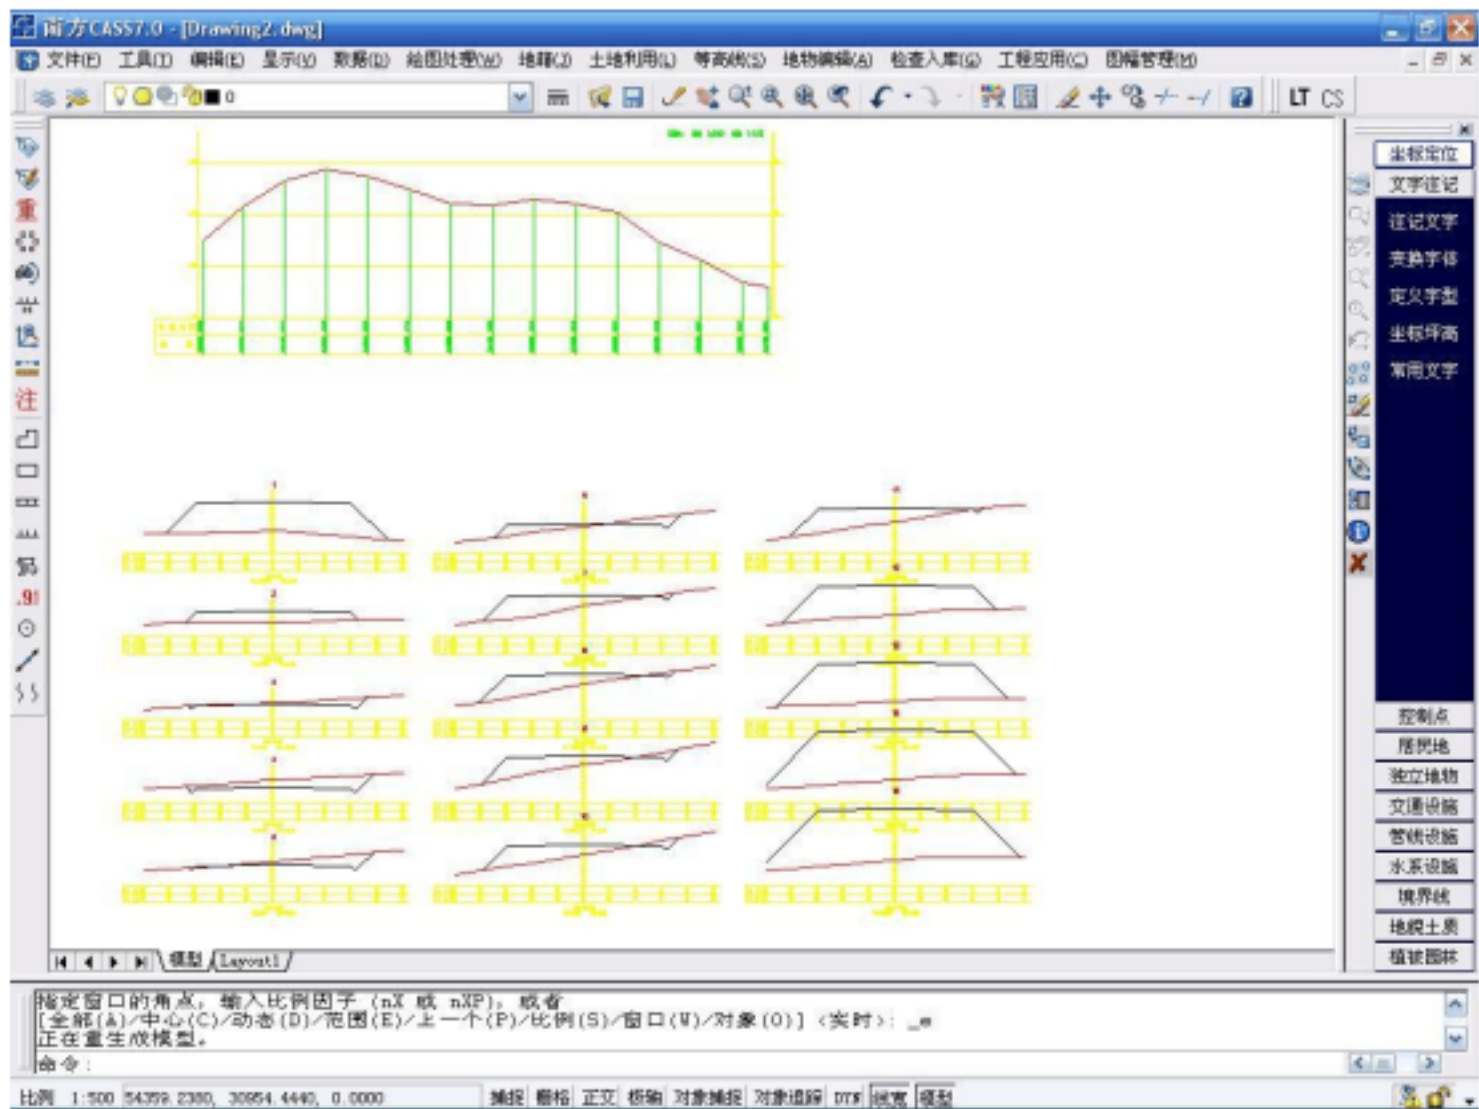 南方CASS7.0 - [Drawing2.dwg]
文件(F) 工具(T) 编辑(E) 显示(V) 数据(D) 绘图处理(W) 地籍(J) 土地利用(L) 等高线(S) 地物编辑(A) 检查入库(G) 工程应用(C) 图幅管理(M)
0
LT CS
坐标定位
文字注记
注记文字
变换字体
定义字型
坐标坪高
常用文字
重
注
.91
控制点
居民地
独立地物
交通设施
管线设施
水系设施
境界线
地貌土质
植被园林
模型 Layout1
指定窗口的角点，输入比例因子 (nX 或 nXP)，或者
[全部(A)/中心(C)/动态(D)/范围(E)/上一个(P)/比例(S)/窗口(W)/对象(O)] <实时>: _e
正在重生成模型。
命令:
比例 1:500 54359.2380, 30954.4440, 0.0000 捕捉 栅格 正交 极轴 对象捕捉 对象追踪 DYN 线宽 模型